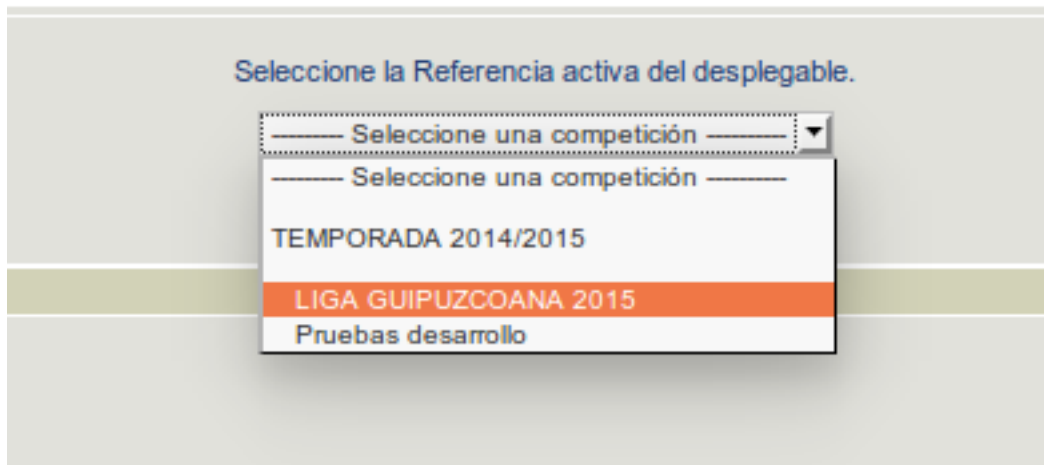 Seleccione la Referencia activa del desplegable.
--------- Seleccione una competición ----------
--------- Seleccione una competición ----------
TEMPORADA 2014/2015
LIGA GUIPUZCOANA 2015
Pruebas desarrollo